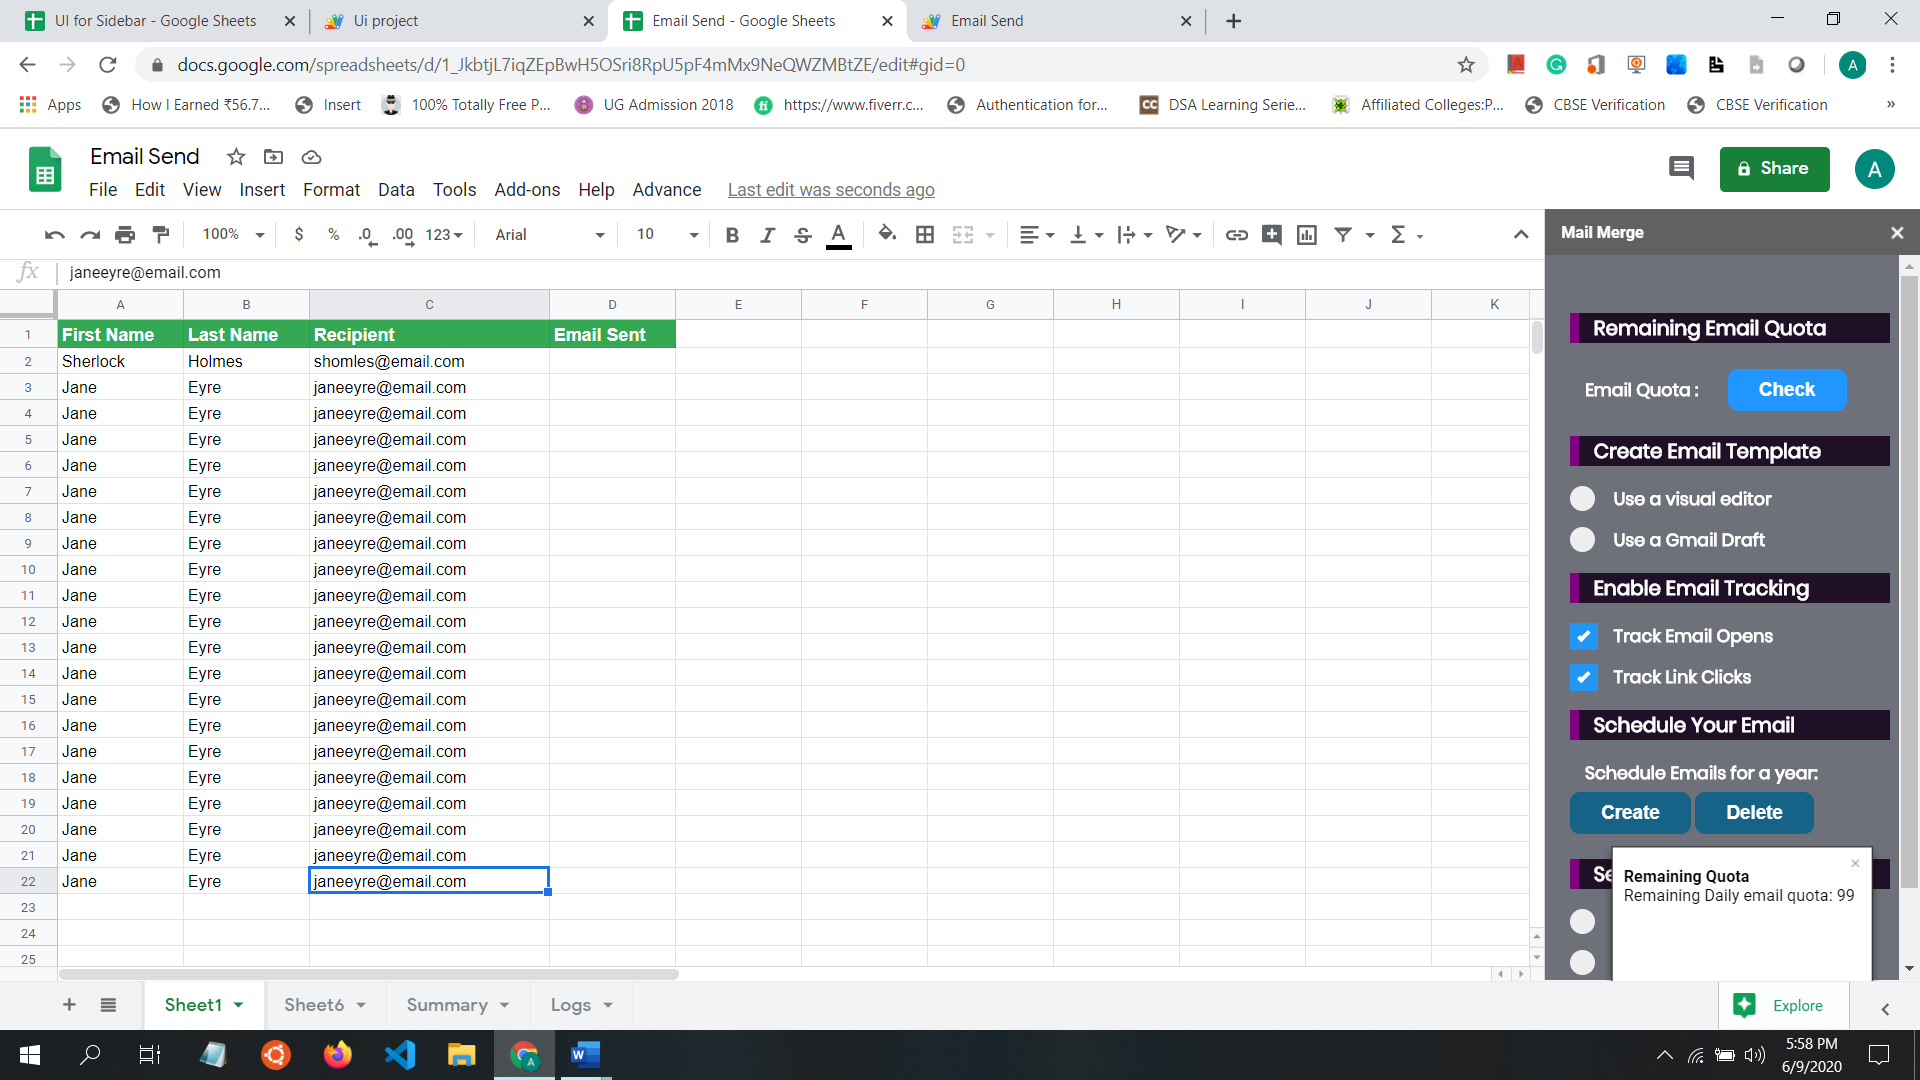 UI for Sidebar - Google Sheets
Ui project
Email Send - Google Sheets
Email Send
docs.google.com/spreadsheets/d/1_JkbtjL7iqZEpBwH5OSri8RpU5pF4mMx9NeQWZMBtZE/edit#gid=0
A
Apps
How I Earned ₹56.7...
Insert
100% Totally Free P...
UG Admission 2018
https://www.fiverr.c...
Authentication for...
DSA Learning Serie...
Affiliated Colleges:P...
CBSE Verification
CBSE Verification
»
Email Send
File Edit View Insert Format Data Tools Add-ons Help Advance Last edit was seconds ago
Share
A
100% $ % .0 .00 123 Arial 10 B I S A Σ
Mail Merge
fx janeeyre@email.com
A B C D E F G H I J K
1 First Name Last Name Recipient Email Sent
2 Sherlock Holmes shomles@email.com
3 Jane Eyre janeeyre@email.com
4 Jane Eyre janeeyre@email.com
5 Jane Eyre janeeyre@email.com
6 Jane Eyre janeeyre@email.com
7 Jane Eyre janeeyre@email.com
8 Jane Eyre janeeyre@email.com
9 Jane Eyre janeeyre@email.com
10 Jane Eyre janeeyre@email.com
11 Jane Eyre janeeyre@email.com
12 Jane Eyre janeeyre@email.com
13 Jane Eyre janeeyre@email.com
14 Jane Eyre janeeyre@email.com
15 Jane Eyre janeeyre@email.com
16 Jane Eyre janeeyre@email.com
17 Jane Eyre janeeyre@email.com
18 Jane Eyre janeeyre@email.com
19 Jane Eyre janeeyre@email.com
20 Jane Eyre janeeyre@email.com
21 Jane Eyre janeeyre@email.com
22 Jane Eyre janeeyre@email.com
23
24
25
Remaining Email Quota
Email Quota : Check
Create Email Template
Use a visual editor
Use a Gmail Draft
Enable Email Tracking
Track Email Opens
Track Link Clicks
Schedule Your Email
Schedule Emails for a year:
Create Delete
Remaining Quota
Remaining Daily email quota: 99
Sheet1 Sheet6 Summary Logs
Explore
5:58 PM
6/9/2020